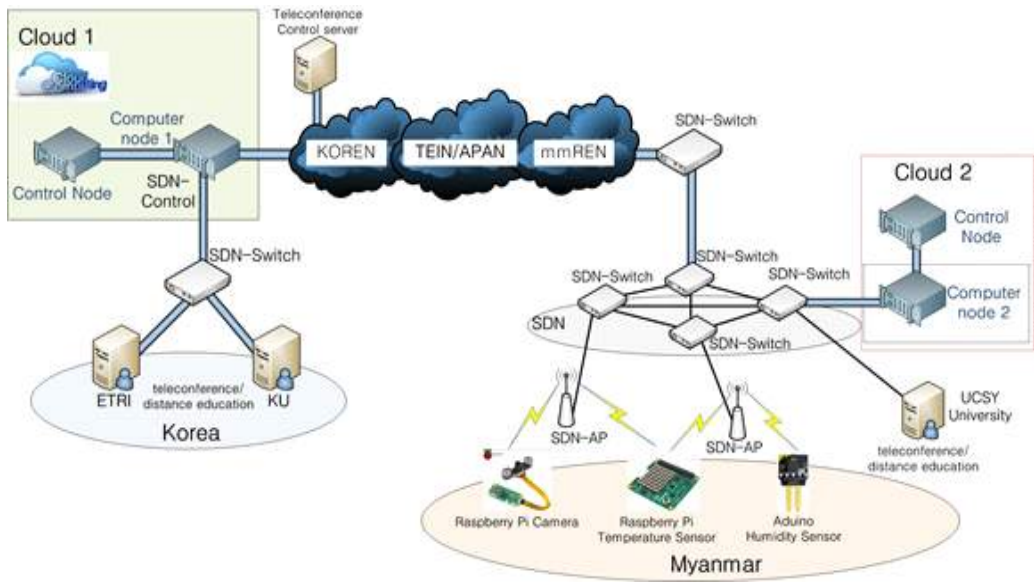 Teleconference
Control server
Cloud 1
Cloud
Computing
Computer
node 1
Control Node
SDN-
Control
KOREN
TEIN/APAN
mmREN
SDN-Switch
Cloud 2
Control
Node
Computer
node 2
SDN-Switch
SDN-Switch
SDN-Switch
SDN-Switch
SDN
SDN-Switch
ETRI
teleconference/
distance education
KU
Korea
SDN-AP
SDN-AP
UCSY
University
teleconference/
distance education
Raspberry Pi Camera
Raspberry Pi
Temperature Sensor
Aduino
Humidity Sensor
Myanmar